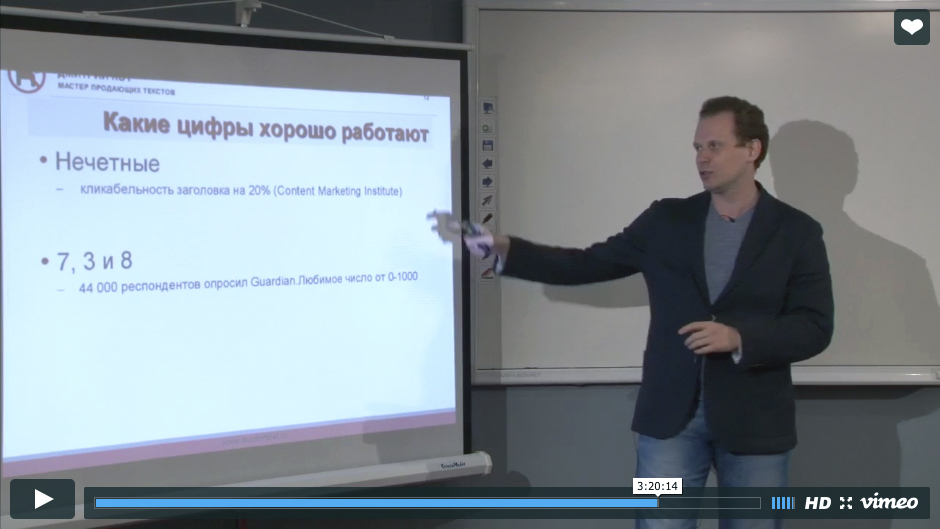 МАСТЕР ПРОДАЮЩИХ ТЕКСТОВ
Какие цифры хорошо работают
• Нечетные
– кликабельность заголовка на 20% (Content Marketing Institute)
• 7, 3 и 8
– 44 000 респондентов опросил Guardian.Любимое число от 0-1000
3:20:14
HD
vimeo